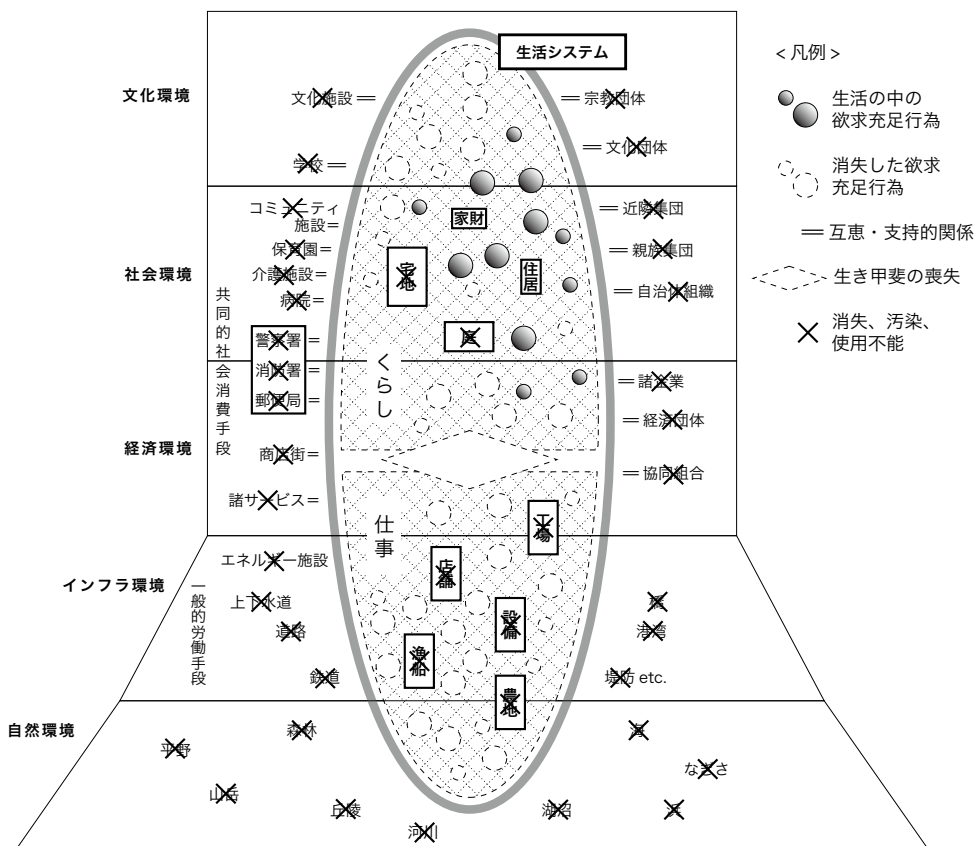 生活システム
<凡例>
生活の中の
欲求充足行為
消失した欲求
充足行為
互恵・支持的関係
生き甲斐の喪失
消失、汚染、
使用不能
文化環境
文化施設
学校
宗教団体
文化団体
社会環境
コミュニティ
施設
保育園
介護施設
病院
警察署
消防署
郵便局
共同的社会消費手段
家財
宅地
住居
庭
くらし
近隣集団
親族集団
自治体組織
経済環境
商店街
諸サービス
諸企業
経済団体
協同組合
仕事
工場
店舗
設備
漁船
農地
インフラ環境
エネルギー施設
上下水道
道路
鉄道
一般的労働手段
橋
港湾
堤防 etc.
自然環境
平野
森林
山岳
丘陵
河川
湖沼
海
なぎさ
浜